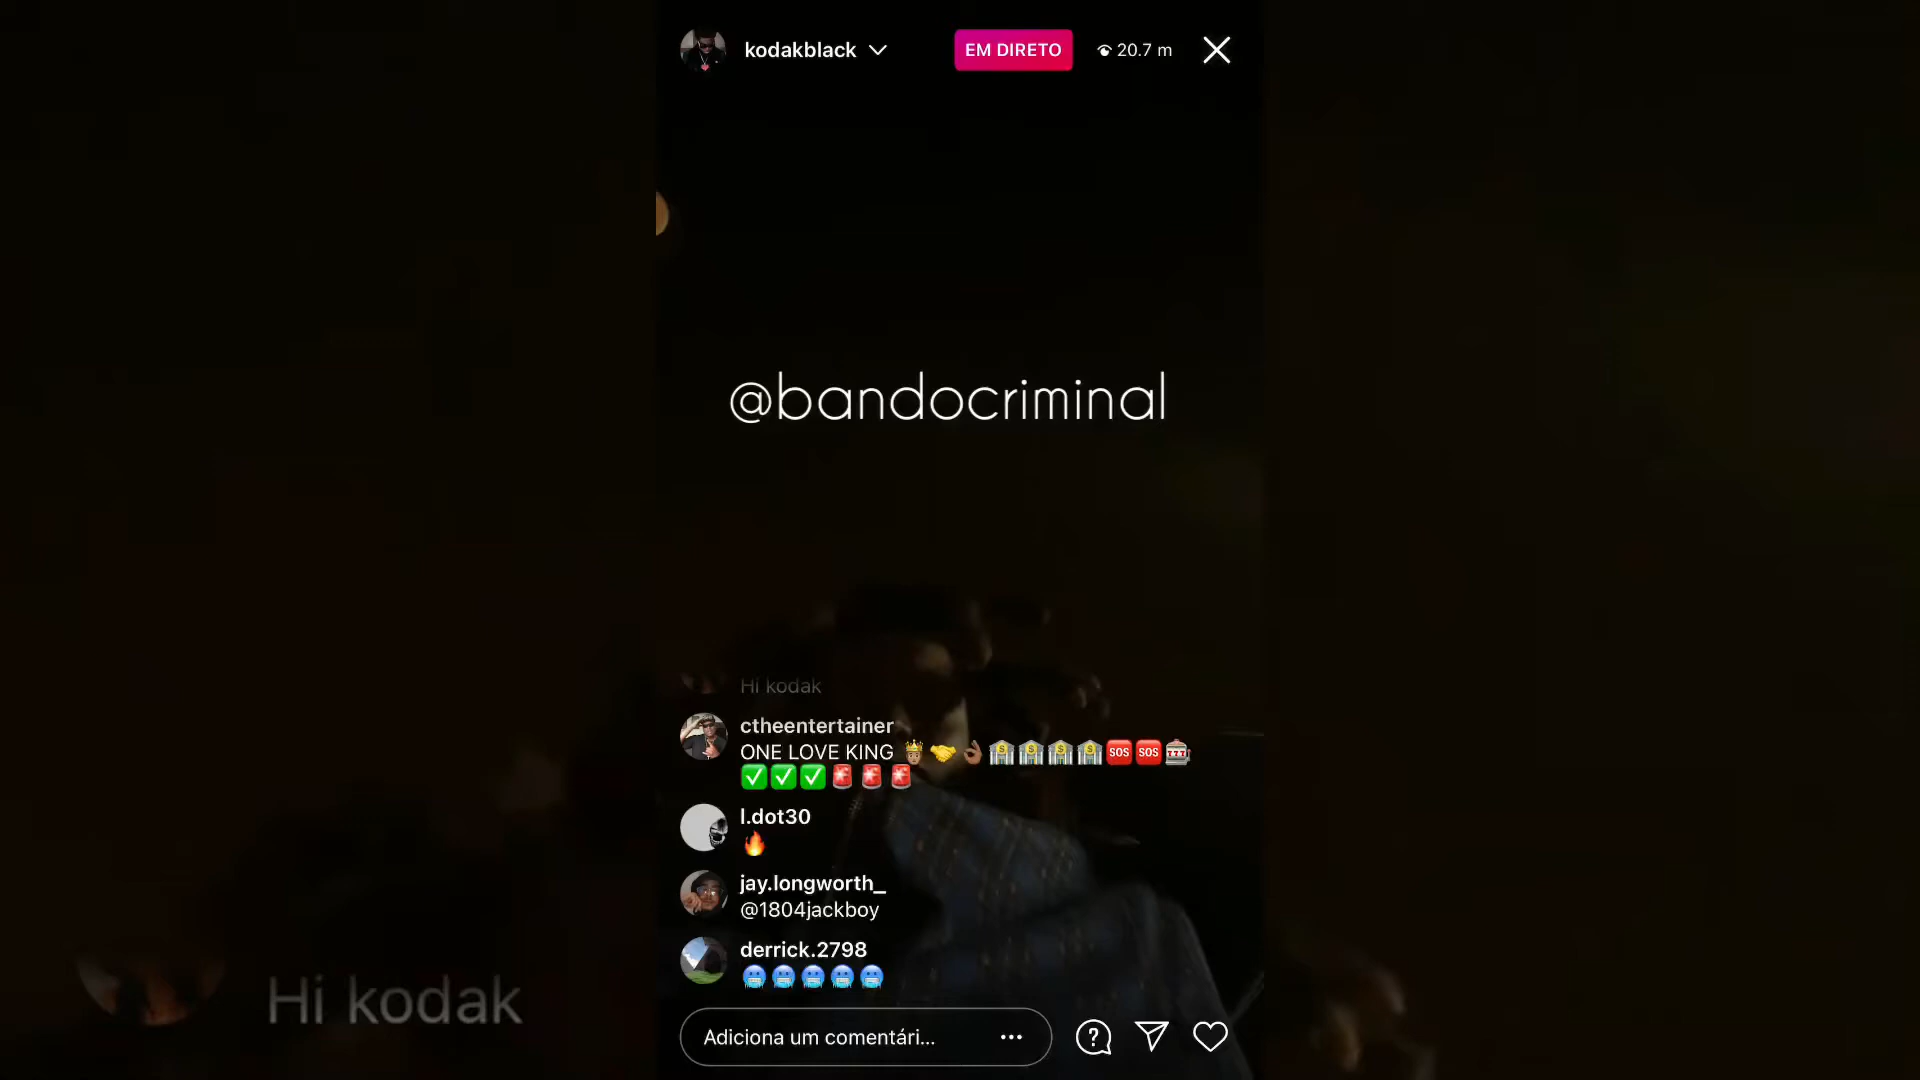 kodakblack
EM DIRETO
20.7 m
@bandocriminal
Hi kodak
ctheentertainer
ONE LOVE KING 🤴🏽🤝👌🏾🏦🏦🏦🏦🆘🆘🎰
✅✅✅🚨🚨🚨
l.dot30
🔥
jay.longworth_
@1804jackboy
derrick.2798
🥶🥶🥶🥶🥶
Hi kodak
Adiciona um comentári...